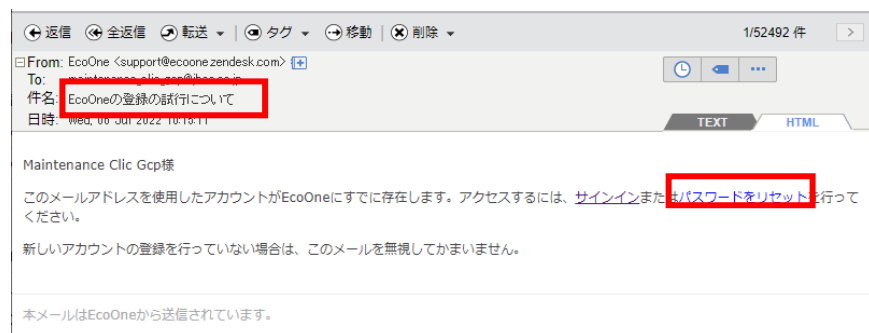 返信 全返信 転送 タグ 移動 削除 1/52492 件
From: EcoOne <support@ecoone.zendesk.com>
To:
件名: EcoOneの登録の試行について
日時: Wed, 06 Jul 2022 10:15:11
TEXT HTML
Maintenance Clic Gcp様
このメールアドレスを使用したアカウントがEcoOneにすでに存在します。アクセスするには、サインインまたはパスワードをリセットを行って
ください。
新しいアカウントの登録を行っていない場合は、このメールを無視してかまいません。
本メールはEcoOneから送信されています。